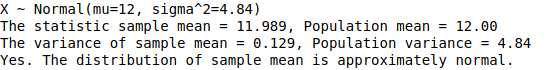 X ~ Normal(mu=12, sigma^2=4.84)
The statistic sample mean = 11.989, Population mean = 12.00
The variance of sample mean = 0.129, Population variance = 4.84
Yes. The distribution of sample mean is approximately normal.